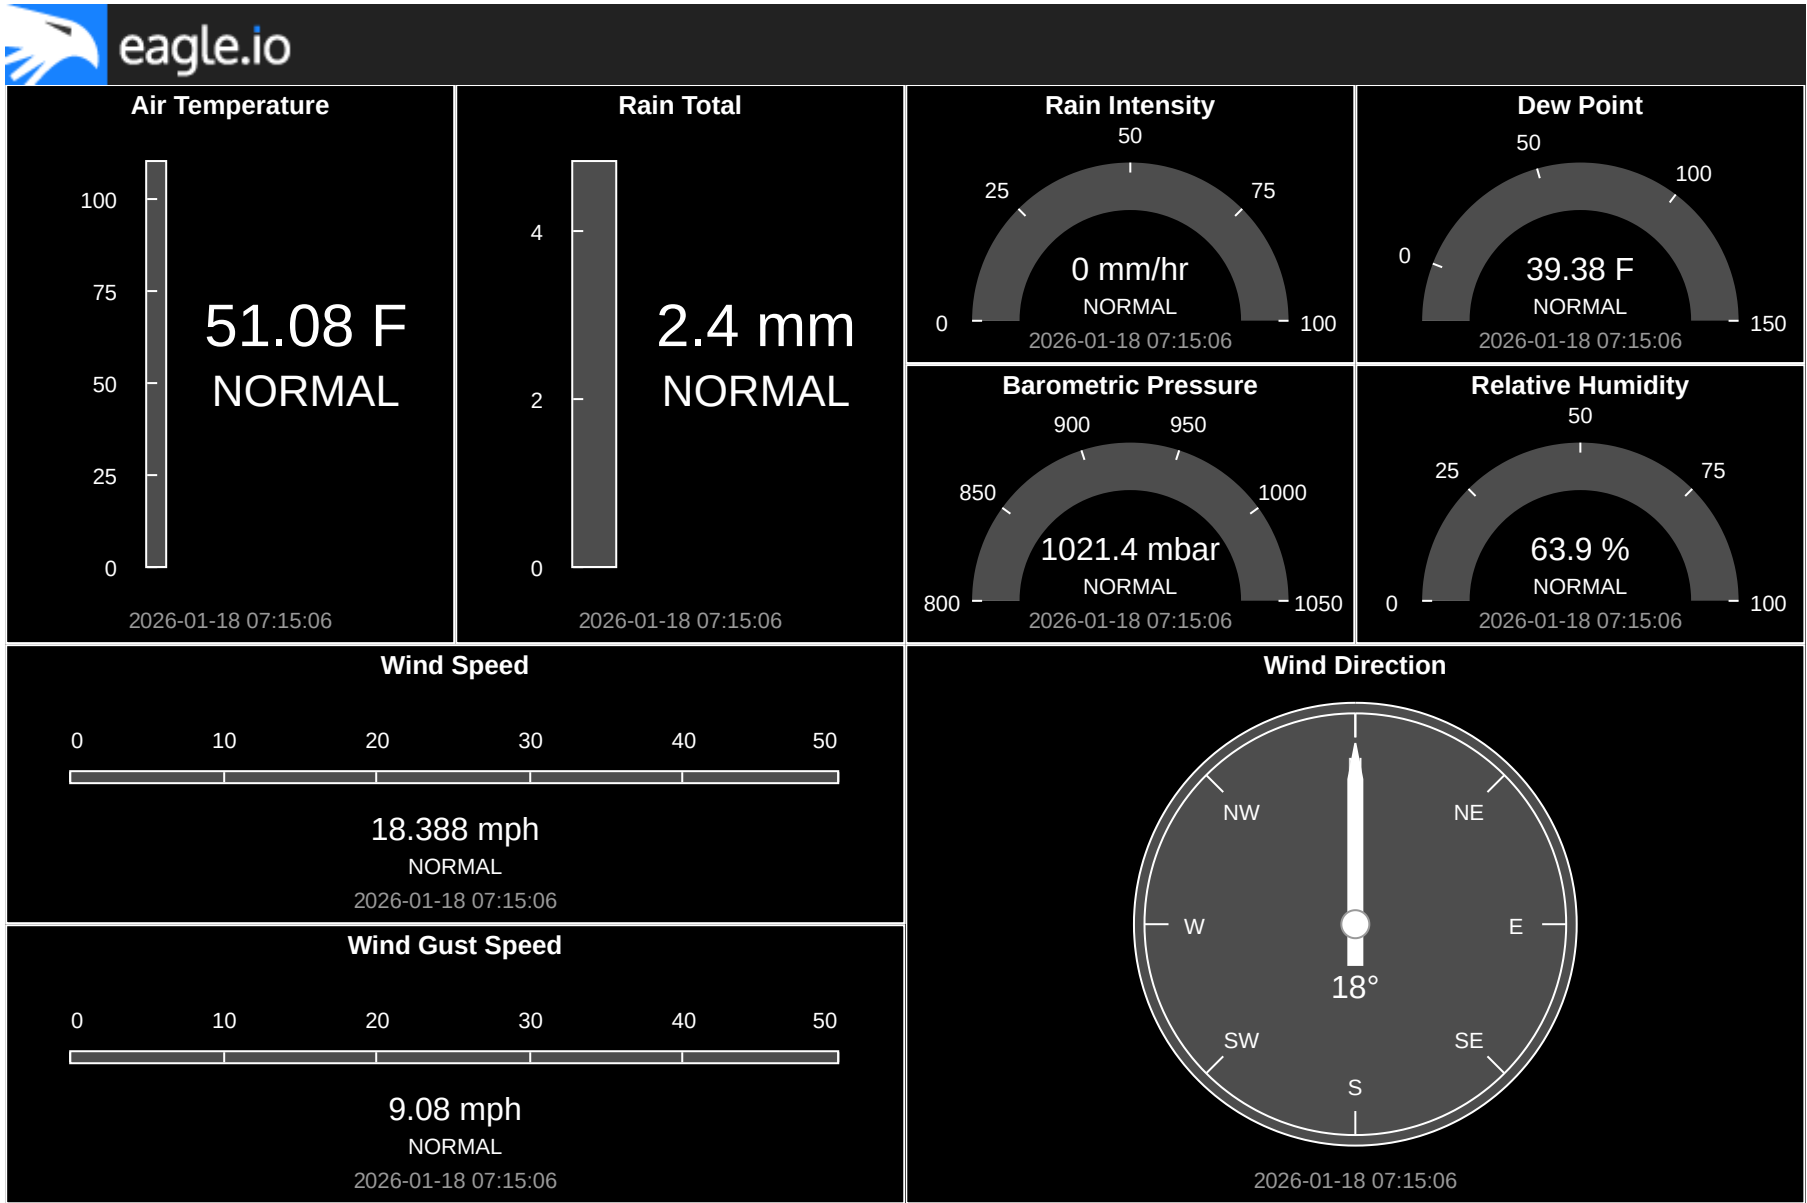 eagle.io
Air Temperature
100
75
50
25
0
51.08 F
NORMAL
2026-01-18 07:15:06
Rain Total
4
2
0
2.4 mm
NORMAL
2026-01-18 07:15:06
Rain Intensity
50
25
75
0
100
0 mm/hr
NORMAL
2026-01-18 07:15:06
Dew Point
50
100
0
150
39.38 F
NORMAL
2026-01-18 07:15:06
Barometric Pressure
900
950
850
1000
800
1050
1021.4 mbar
NORMAL
2026-01-18 07:15:06
Relative Humidity
50
25
75
0
100
63.9 %
NORMAL
2026-01-18 07:15:06
Wind Speed
0 10 20 30 40 50
18.388 mph
NORMAL
2026-01-18 07:15:06
Wind Gust Speed
0 10 20 30 40 50
9.08 mph
NORMAL
2026-01-18 07:15:06
Wind Direction
NW
NE
W
E
18°
SW
SE
S
2026-01-18 07:15:06